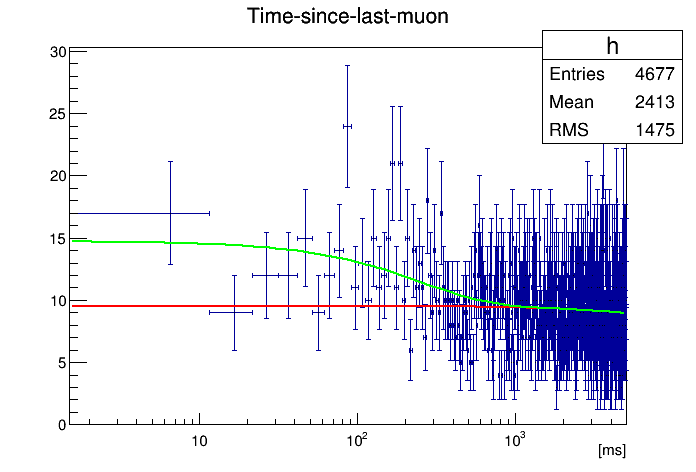 Time-since-last-muon
h
Entries 4677
Mean 2413
RMS 1475
30
25
20
15
10
5
0
10 10² 10³
[ms]